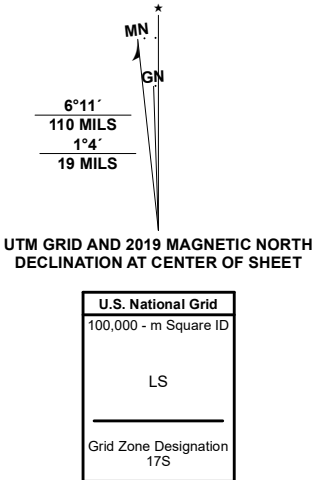 MN
GN
6°11´
110 MILS
1°4´
19 MILS
UTM GRID AND 2019 MAGNETIC NORTH
DECLINATION AT CENTER OF SHEET
U.S. National Grid
100,000 - m Square ID
LS
Grid Zone Designation
17S